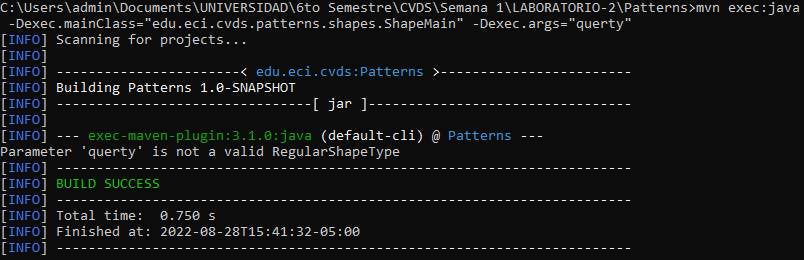 C:\Users\admin\Documents\UNIVERSIDAD\6to Semestre\CVDS\Semana 1\LABORATORIO-2\Patterns>mvn exec:java
 -Dexec.mainClass="edu.eci.cvds.patterns.shapes.ShapeMain" -Dexec.args="querty"
[INFO] Scanning for projects...
[INFO]
[INFO] -----------------------< edu.eci.cvds:Patterns >------------------------
[INFO] Building Patterns 1.0-SNAPSHOT
[INFO] --------------------------------[ jar ]---------------------------------
[INFO]
[INFO] --- exec-maven-plugin:3.1.0:java (default-cli) @ Patterns ---
Parameter 'querty' is not a valid RegularShapeType
[INFO] ------------------------------------------------------------------------
[INFO] BUILD SUCCESS
[INFO] ------------------------------------------------------------------------
[INFO] Total time:  0.750 s
[INFO] Finished at: 2022-08-28T15:41:32-05:00
[INFO] ------------------------------------------------------------------------